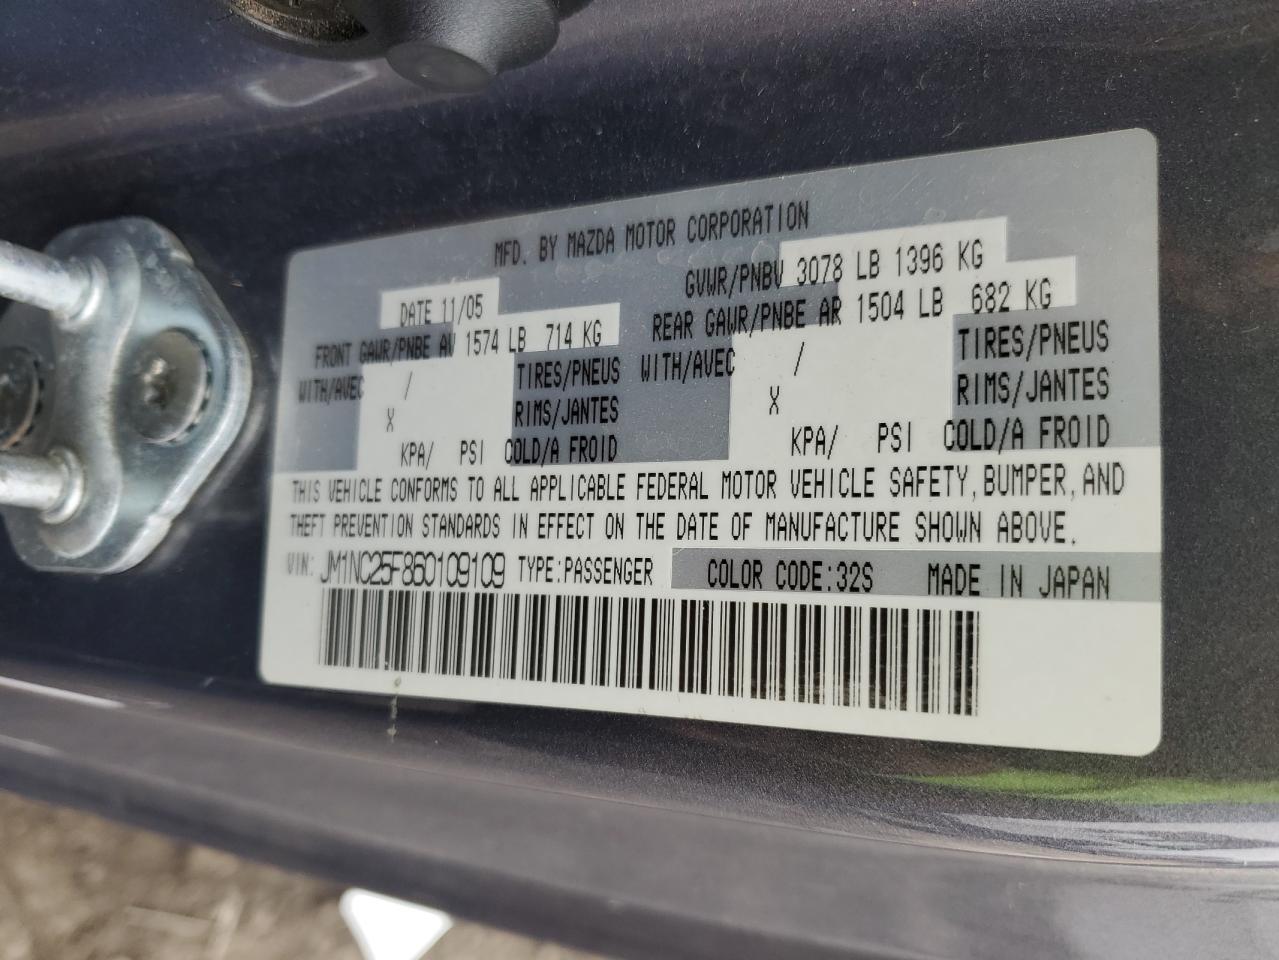 MFD. BY MAZDA MOTOR CORPORATION
DATE 11/05 GVWR/PNBV 3078 LB 1396 KG
FRONT GAWR/PNBE AV 1574 LB 714 KG REAR GAWR/PNBE AR 1504 LB 682 KG
WITH/AVEC / TIRES/PNEUS WITH/AVEC / TIRES/PNEUS
X RIMS/JANTES X RIMS/JANTES
KPA/ PSI COLD/A FROID KPA/ PSI COLD/A FROID
THIS VEHICLE CONFORMS TO ALL APPLICABLE FEDERAL MOTOR VEHICLE SAFETY, BUMPER, AND
THEFT PREVENTION STANDARDS IN EFFECT ON THE DATE OF MANUFACTURE SHOWN ABOVE.
VIN: JM1NC25F860109109 TYPE:PASSENGER COLOR CODE:32S MADE IN JAPAN